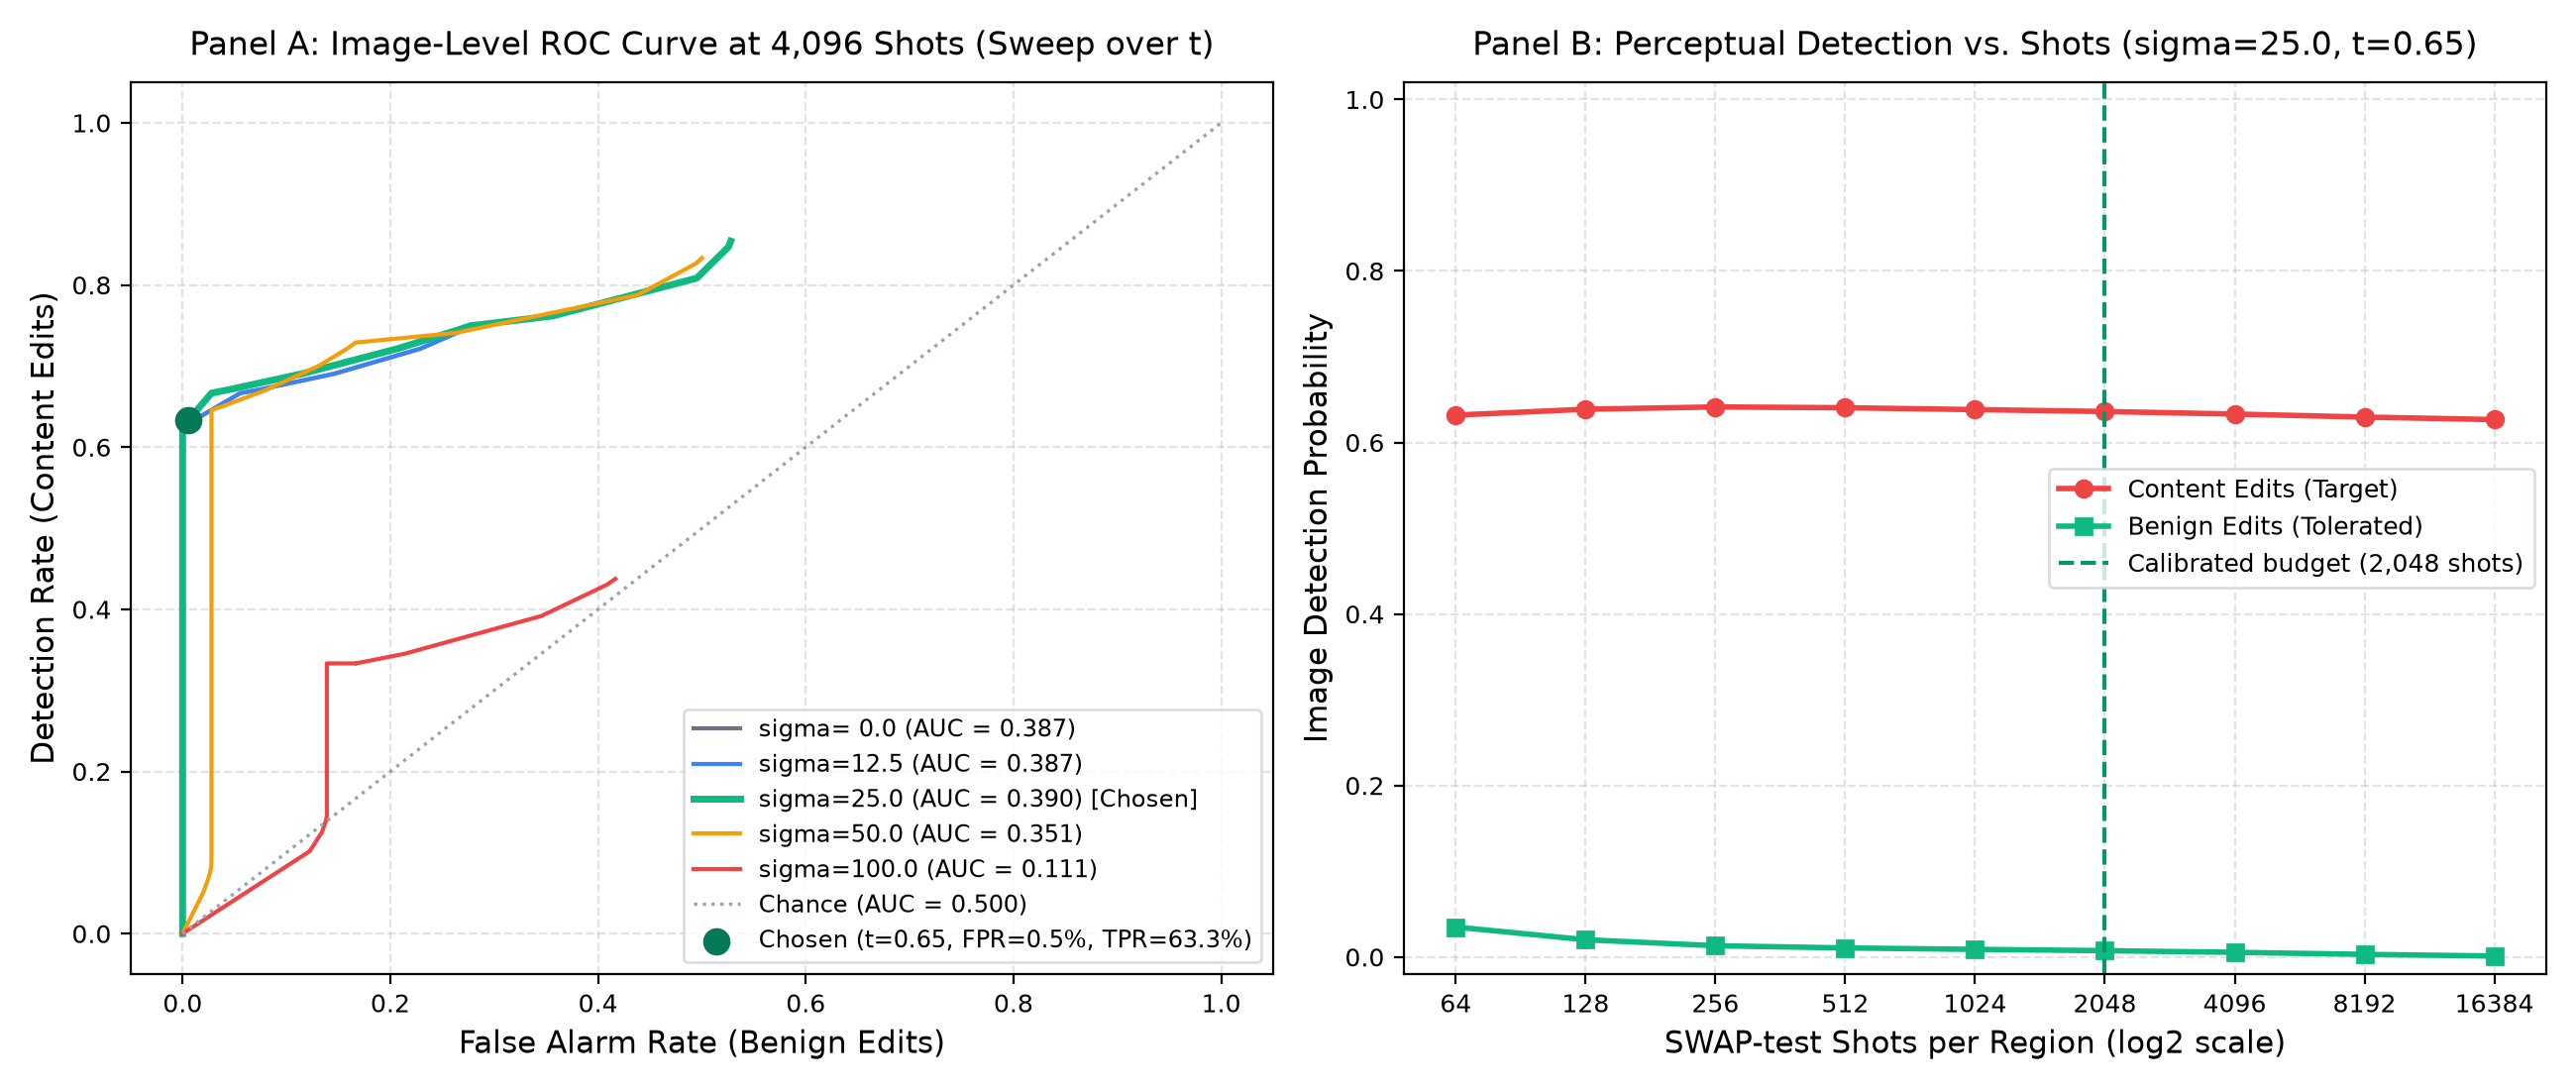 Panel A: Image-Level ROC Curve at 4,096 Shots (Sweep over t)
Detection Rate (Content Edits)
1.0
0.8
0.6
0.4
0.2
0.0
sigma= 0.0 (AUC = 0.387)
sigma=12.5 (AUC = 0.387)
sigma=25.0 (AUC = 0.390) [Chosen]
sigma=50.0 (AUC = 0.351)
sigma=100.0 (AUC = 0.111)
Chance (AUC = 0.500)
Chosen (t=0.65, FPR=0.5%, TPR=63.3%)
0.0 0.2 0.4 0.6 0.8 1.0
False Alarm Rate (Benign Edits)
Panel B: Perceptual Detection vs. Shots (sigma=25.0, t=0.65)
Image Detection Probability
1.0
0.8
0.6
0.4
0.2
0.0
Content Edits (Target)
Benign Edits (Tolerated)
Calibrated budget (2,048 shots)
64 128 256 512 1024 2048 4096 8192 16384
SWAP-test Shots per Region (log2 scale)